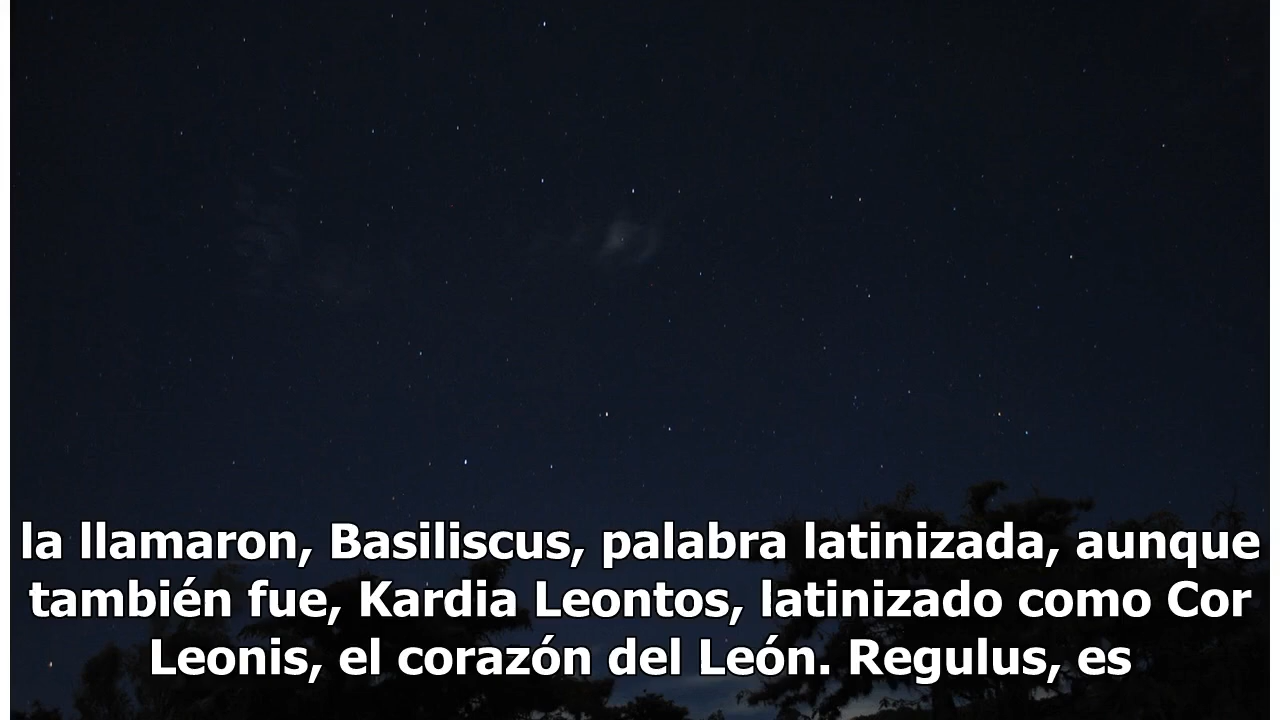 la llamaron, Basiliscus, palabra latinizada, aunque
también fue, Kardia Leontos, latinizado como Cor
Leonis, el corazón del León. Regulus, es